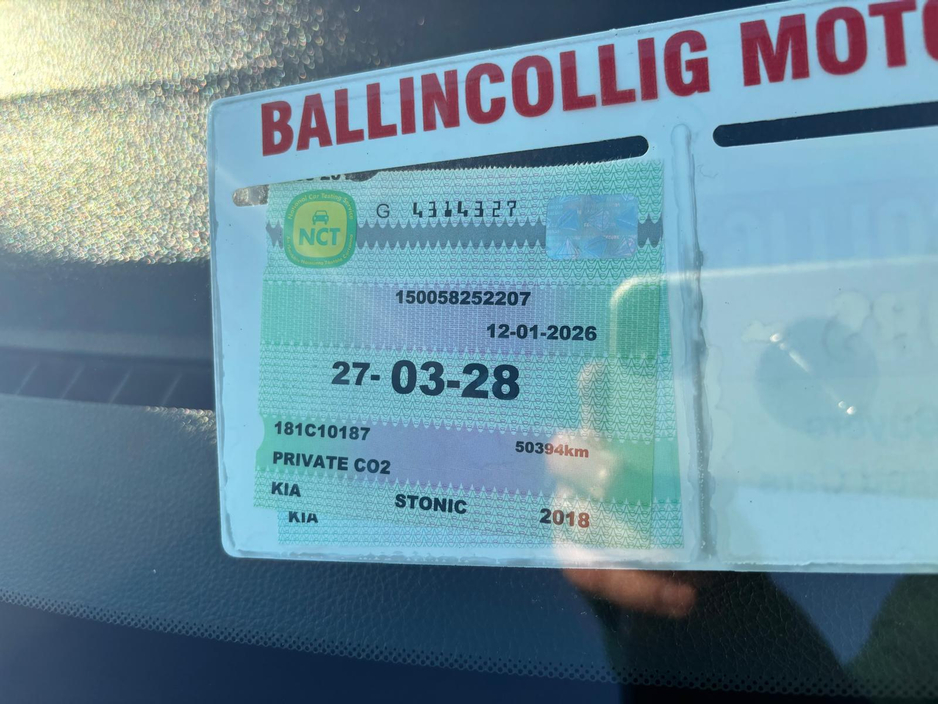 BALLINCOLLIG MOTO
NCT
G 4314327
150058252207
12-01-2026
27-03-28
181C10187
50394km
PRIVATE CO2
KIA STONIC 2018
KIA